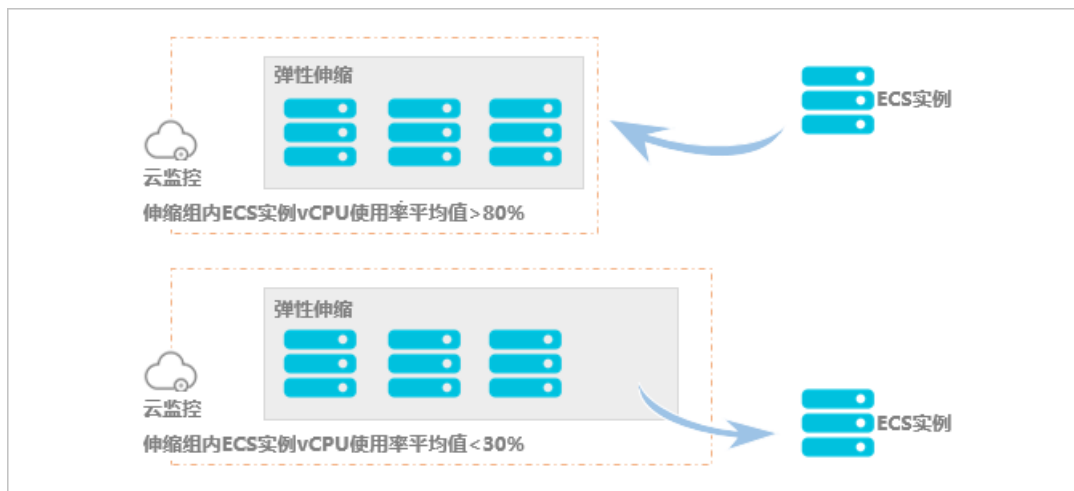 弹性伸缩
ECS实例
云监控
伸缩组内ECS实例vCPU使用率平均值>80%
弹性伸缩
云监控
ECS实例
伸缩组内ECS实例vCPU使用率平均值<30%